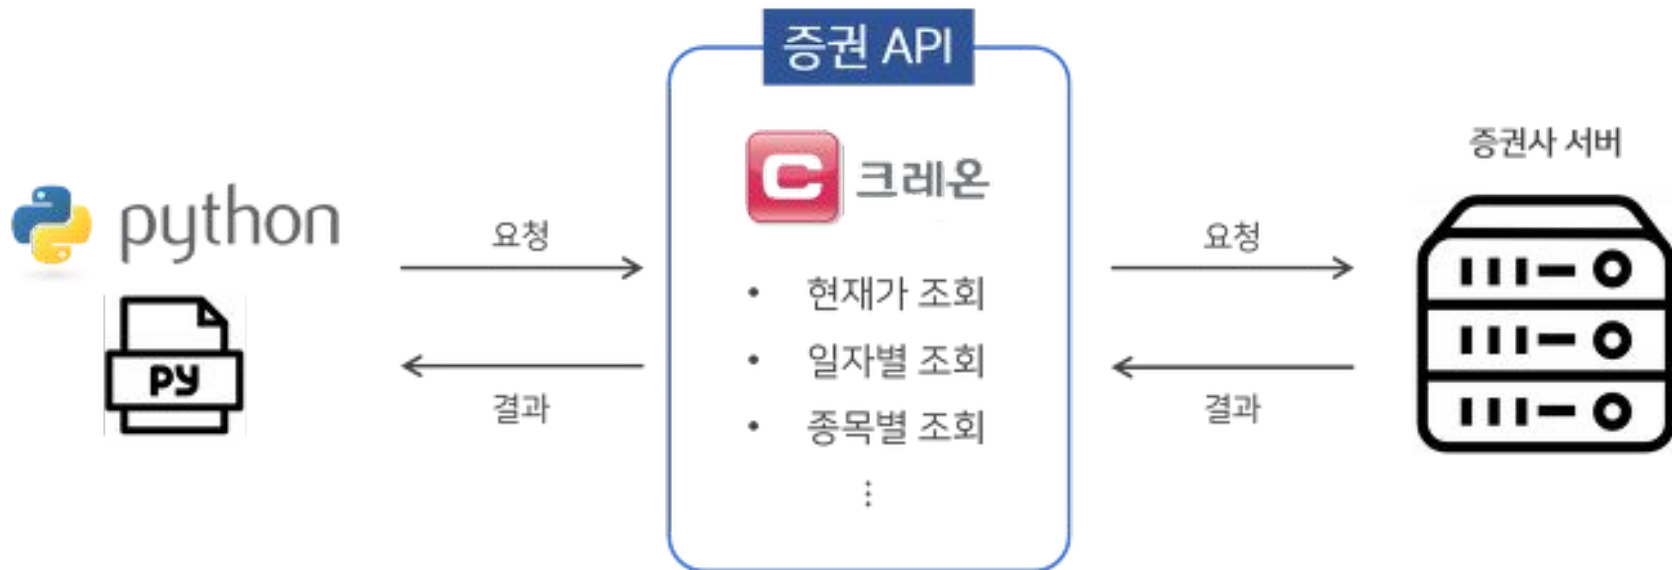 증권 API
C 크레온
증권사 서버
python
요청
요청
• 현재가 조회
PY
• 일자별 조회
결과
결과
• 종목별 조회
⋮